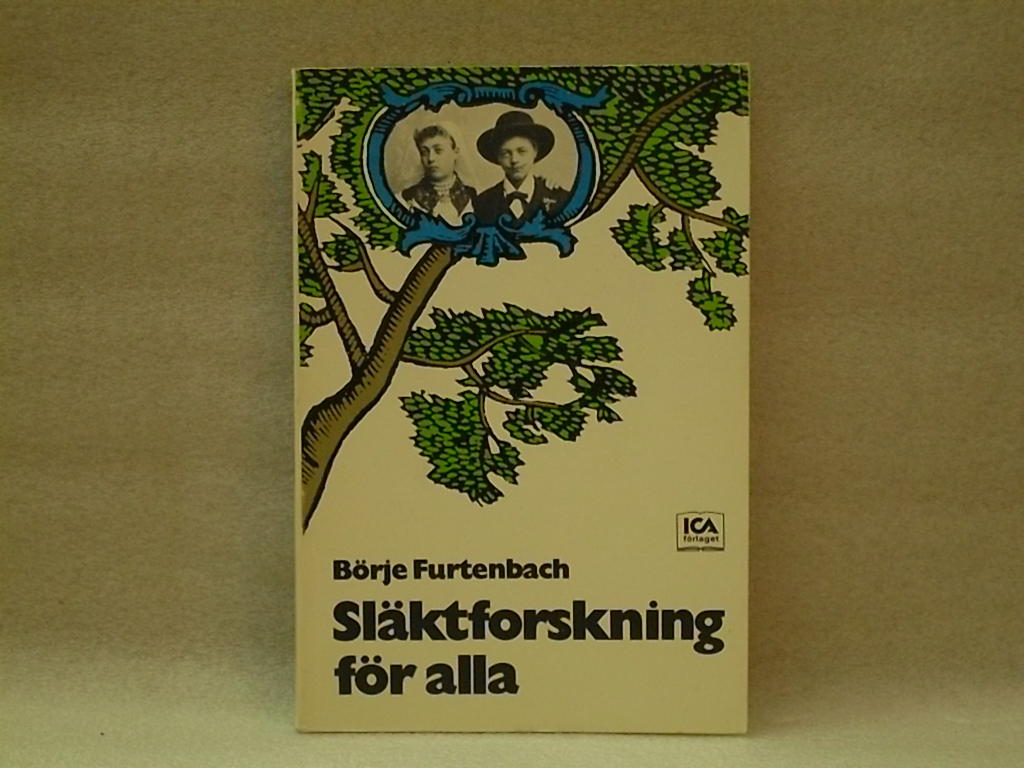 ICA
förlaget
Börje Furtenbach
Släktforskning
för alla